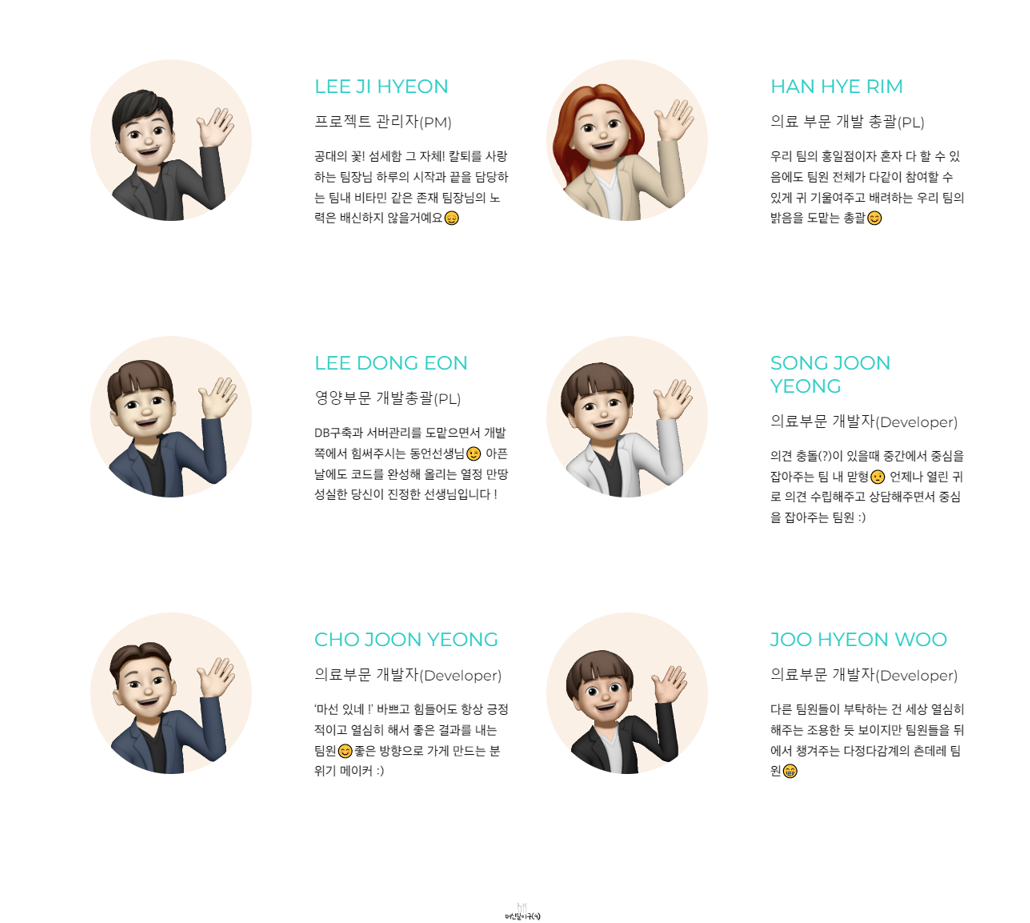 LEE JI HYEON
프로젝트 관리자(PM)
공대의 꽃! 섬세함 그 자체! 칼퇴를 사랑
하는 팀장님 하루의 시작과 끝을 담당하
는 팀내 비타민 같은 존재 팀장님의 노
력은 배신하지 않을거예요😔
HAN HYE RIM
의료 부문 개발 총괄(PL)
우리 팀의 홍일점이자 혼자 다 할 수 있
음에도 팀원 전체가 다같이 참여할 수
있게 귀 기울여주고 배려하는 우리 팀의
밝음을 도맡는 총괄😊
LEE DONG EON
영양부문 개발총괄(PL)
DB구축과 서버관리를 도맡으면서 개발
쪽에서 힘써주시는 동언선생님😉 아픈
날에도 코드를 완성해 올리는 열정 만땅
성실한 당신이 진정한 선생님입니다 !
SONG JOON
YEONG
의료부문 개발자(Developer)
의견 충돌(?)이 있을때 중간에서 중심을
잡아주는 팀 내 맏형😟 언제나 열린 귀
로 의견 수립해주고 상담해주면서 중심
을 잡아주는 팀원 :)
CHO JOON YEONG
의료부문 개발자(Developer)
'마선 있네 !' 바쁘고 힘들어도 항상 긍정
적이고 열심히 해서 좋은 결과를 내는
팀원😊좋은 방향으로 가게 만드는 분
위기 메이커 :)
JOO HYEON WOO
의료부문 개발자(Developer)
다른 팀원들이 부탁하는 건 세상 열심히
해주는 조용한 듯 보이지만 팀원들을 뒤
에서 챙겨주는 다정다감계의 츤데레 팀
원😁